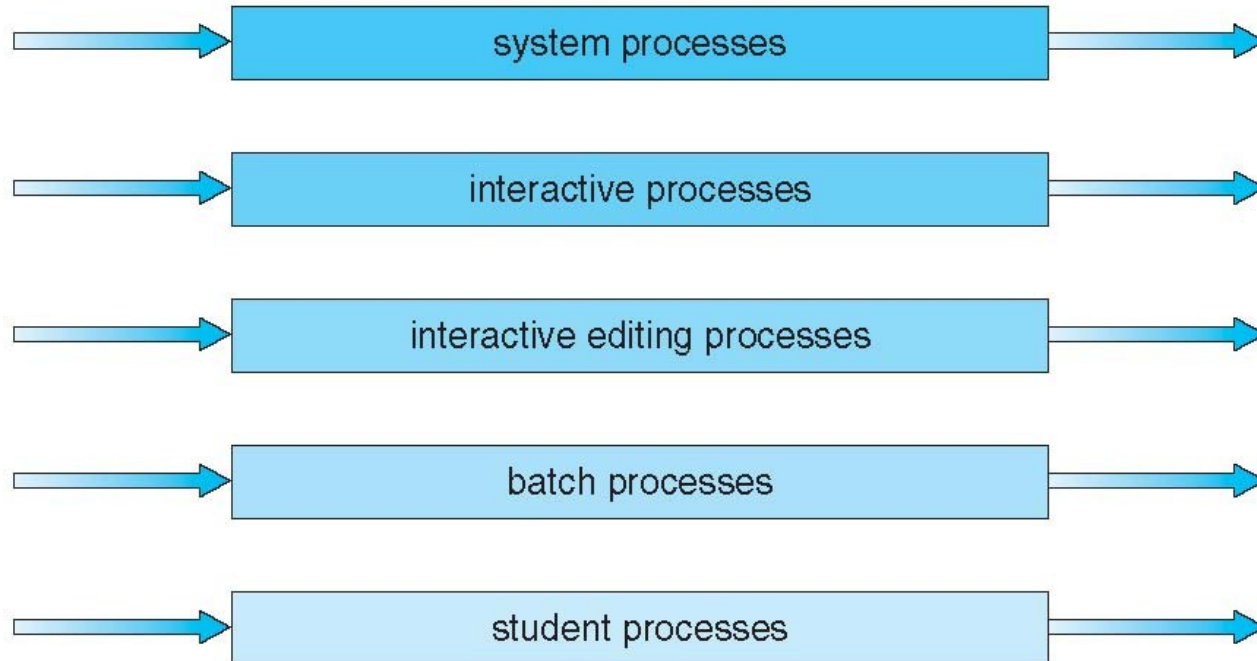 system processes
interactive processes
interactive editing processes
batch processes
student processes